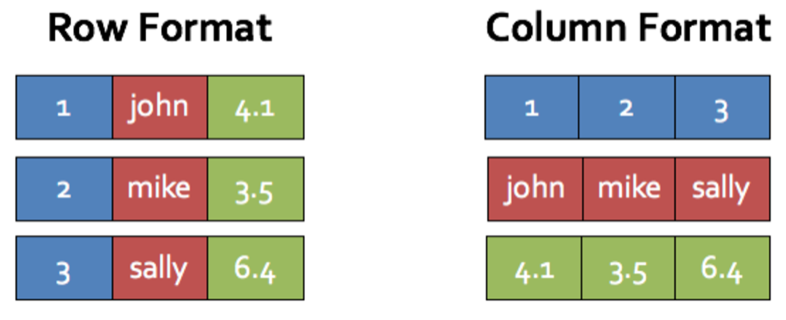 Row Format
1 john 4.1
2 mike 3.5
3 sally 6.4
Column Format
1 2 3
john mike sally
4.1 3.5 6.4